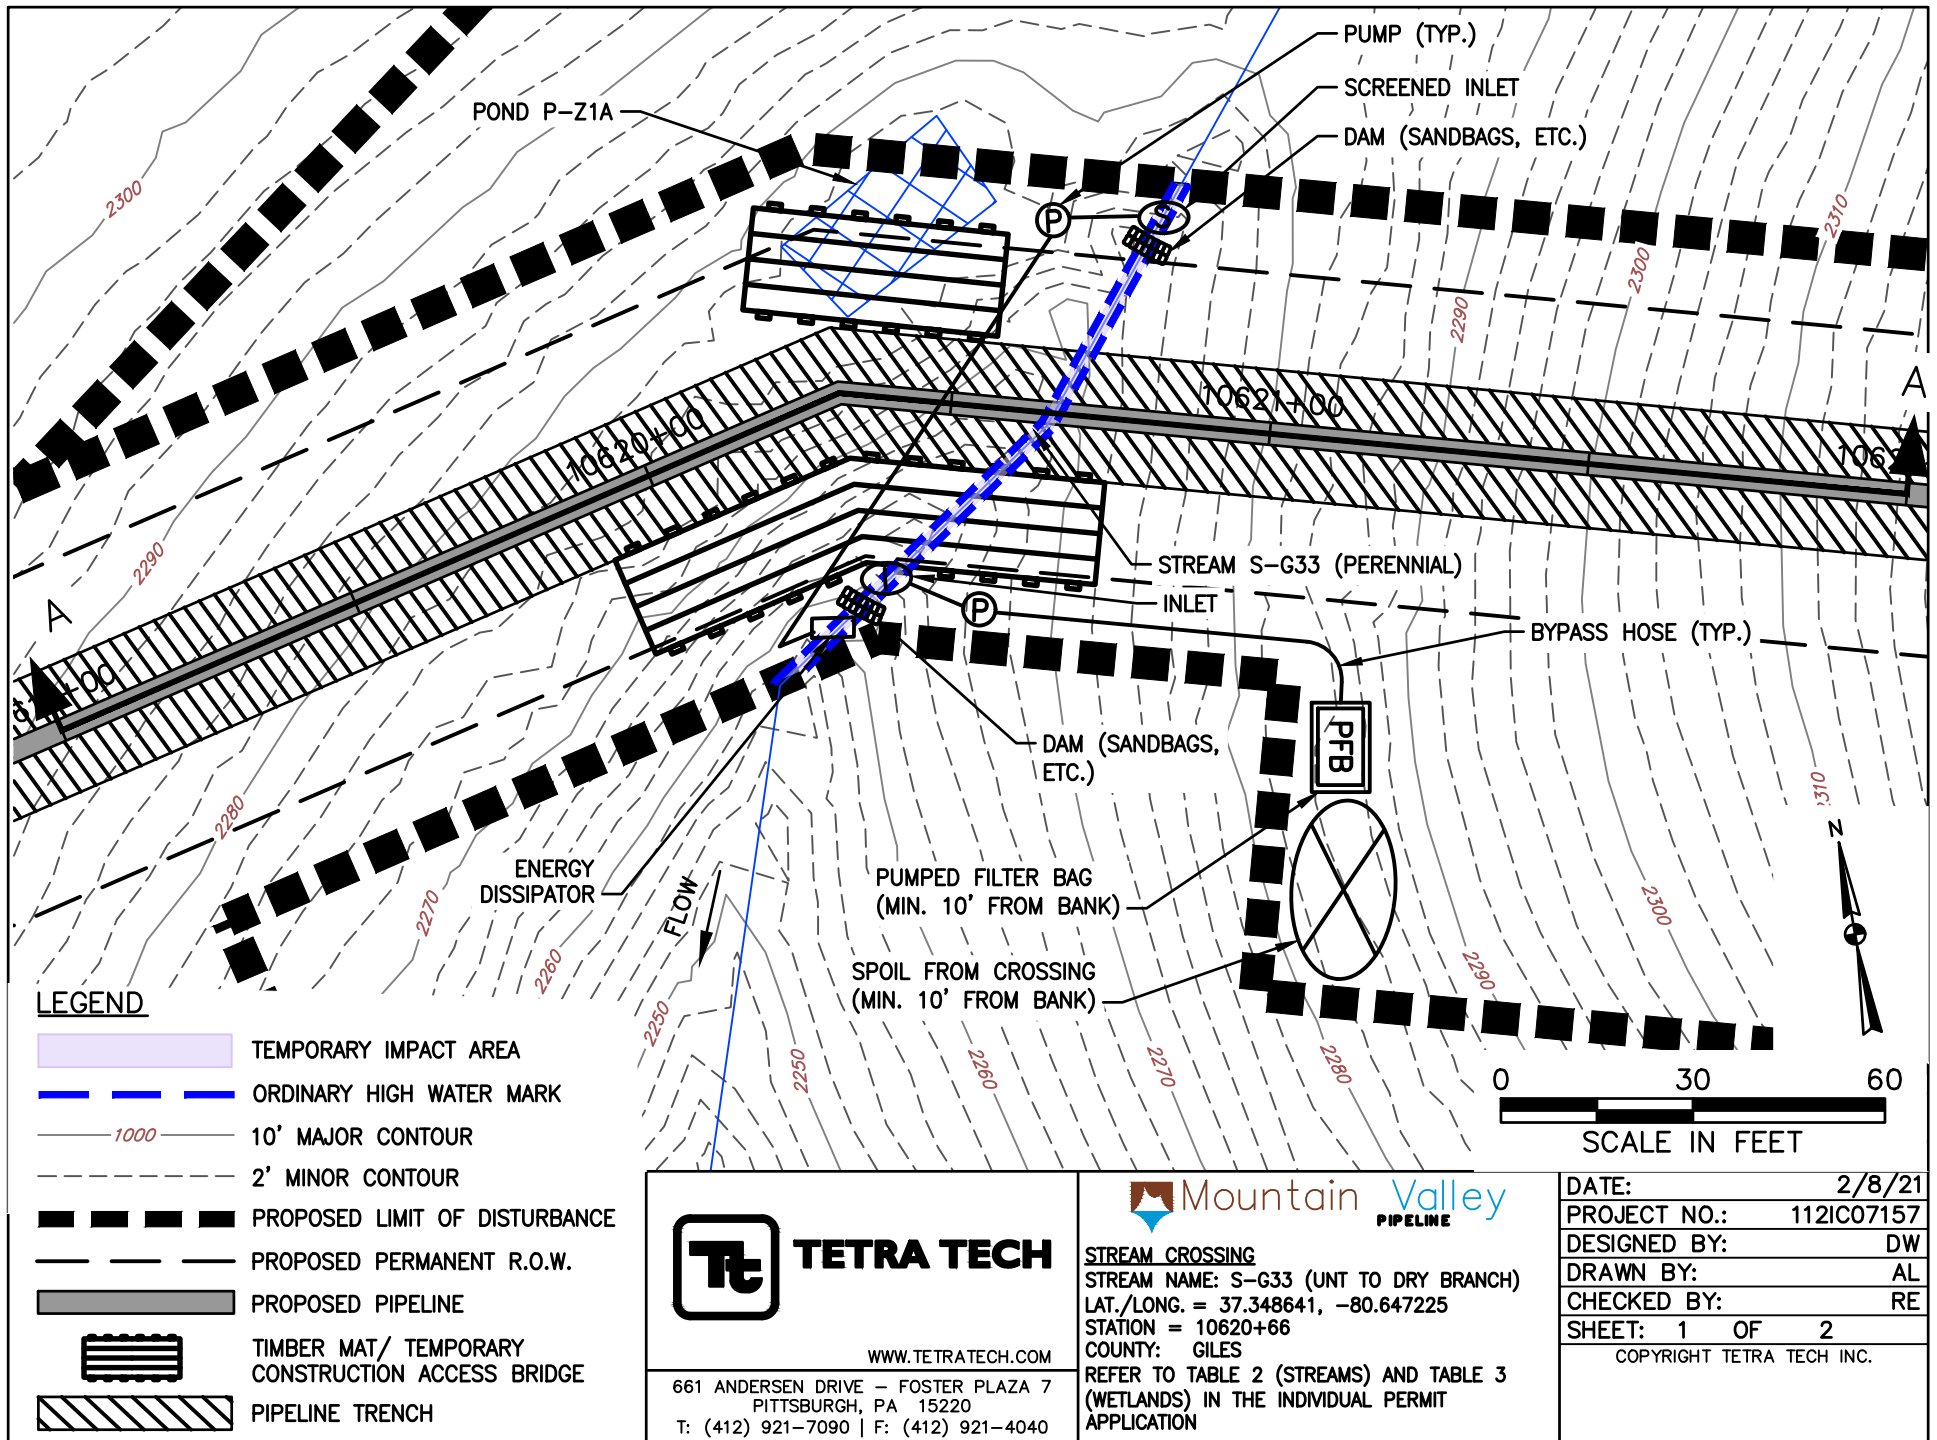 PUMP (TYP.)
SCREENED INLET
POND P-Z1A
DAM (SANDBAGS, ETC.)
2300
2310
2300
2290
P
S
A
10621+00
10620+00
2290
A
STREAM S-G33 (PERENNIAL)
INLET
P
BYPASS HOSE (TYP.)
PFB
DAM (SANDBAGS,
ETC.)
2310
2280
N
ENERGY
DISSIPATOR
FLOW
PUMPED FILTER BAG
(MIN. 10' FROM BANK)
2270
2300
2260
SPOIL FROM CROSSING
(MIN. 10' FROM BANK)
2290
2250
2250
2260
2270
2280
LEGEND
TEMPORARY IMPACT AREA
ORDINARY HIGH WATER MARK
1000
10' MAJOR CONTOUR
2' MINOR CONTOUR
PROPOSED LIMIT OF DISTURBANCE
PROPOSED PERMANENT R.O.W.
PROPOSED PIPELINE
TIMBER MAT/ TEMPORARY
CONSTRUCTION ACCESS BRIDGE
PIPELINE TRENCH
0 30 60
SCALE IN FEET
Tt TETRA TECH
WWW.TETRATECH.COM
661 ANDERSEN DRIVE - FOSTER PLAZA 7
PITTSBURGH, PA 15220
T: (412) 921-7090 | F: (412) 921-4040
Mountain Valley
PIPELINE
STREAM CROSSING
STREAM NAME: S-G33 (UNT TO DRY BRANCH)
LAT./LONG. = 37.348641, -80.647225
STATION = 10620+66
COUNTY: GILES
REFER TO TABLE 2 (STREAMS) AND TABLE 3
(WETLANDS) IN THE INDIVIDUAL PERMIT
APPLICATION
DATE: 2/8/21
PROJECT NO.: 112IC07157
DESIGNED BY: DW
DRAWN BY: AL
CHECKED BY: RE
SHEET: 1 OF 2
COPYRIGHT TETRA TECH INC.